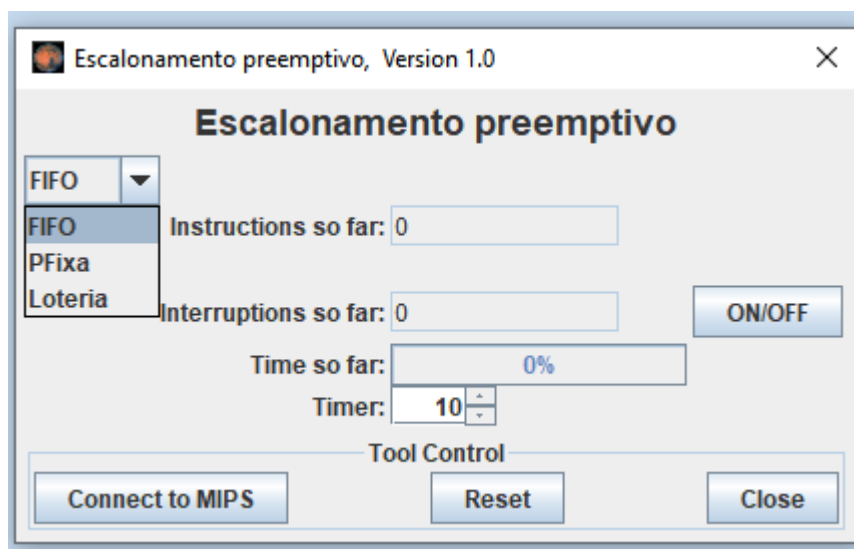 Escalonamento preemptivo, Version 1.0
Escalonamento preemptivo
FIFO
FIFO
Instructions so far: 0
PFixa
Loteria
Interruptions so far: 0
ON/OFF
Time so far: 0%
Timer: 10
Tool Control
Connect to MIPS
Reset
Close